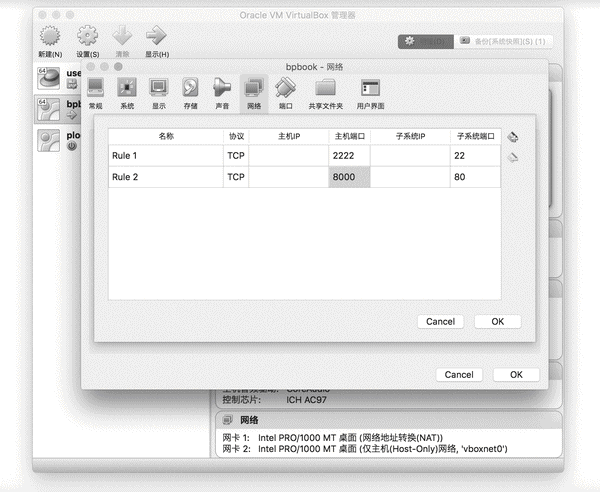 Oracle VM VirtualBox 管理器
新建(N) 设置(S) 清除 显示(H)
备份[系统快照](S) (1)
use
bpb
plo
bpbook - 网络
常规 系统 显示 存储 声音 网络 端口 共享文件夹 用户界面
名称 协议 主机IP 主机端口 子系统IP 子系统端口
Rule 1 TCP 2222 22
Rule 2 TCP 8000 80
Cancel OK
Cancel OK
控制芯片: ICH AC97
网络
网卡 1: Intel PRO/1000 MT 桌面 (网络地址转换(NAT))
网卡 2: Intel PRO/1000 MT 桌面 (仅主机(Host-Only)网络, 'vboxnet0')